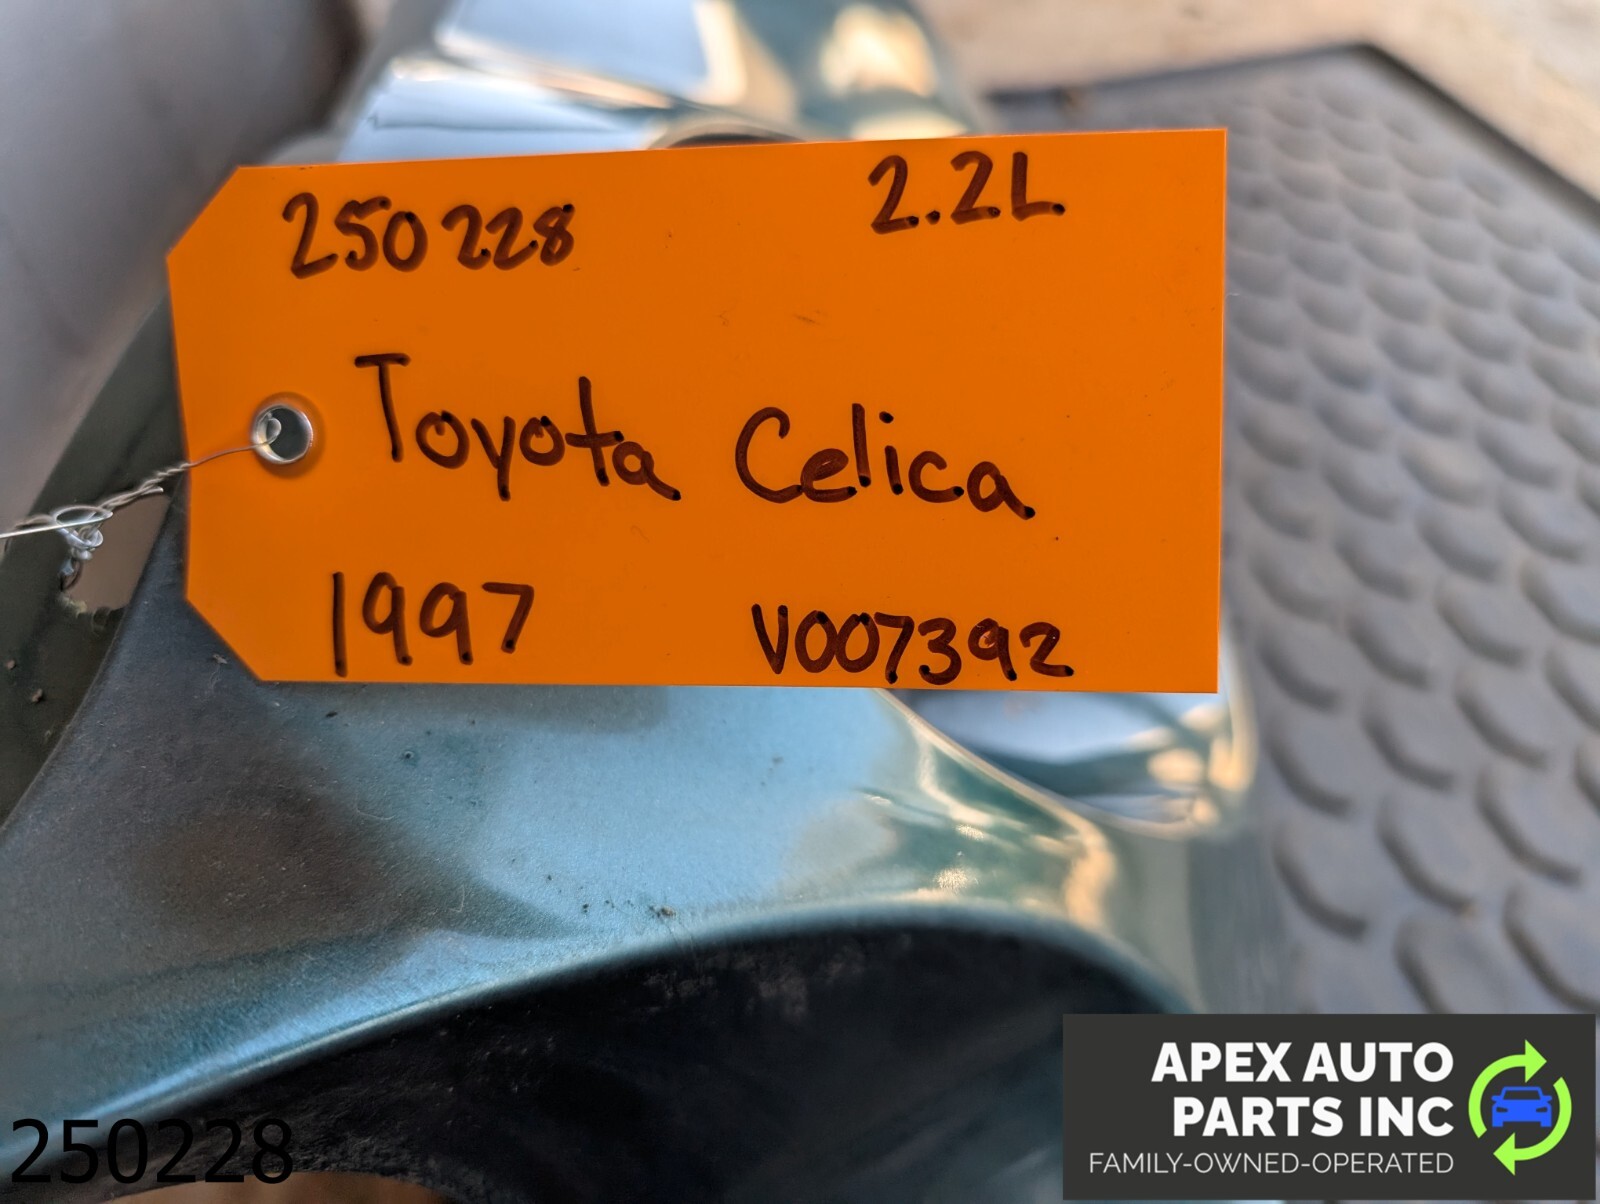 250228 2.2L
Toyota Celica
1997 V007392
APEX AUTO
PARTS INC
FAMILY-OWNED-OPERATED
250228